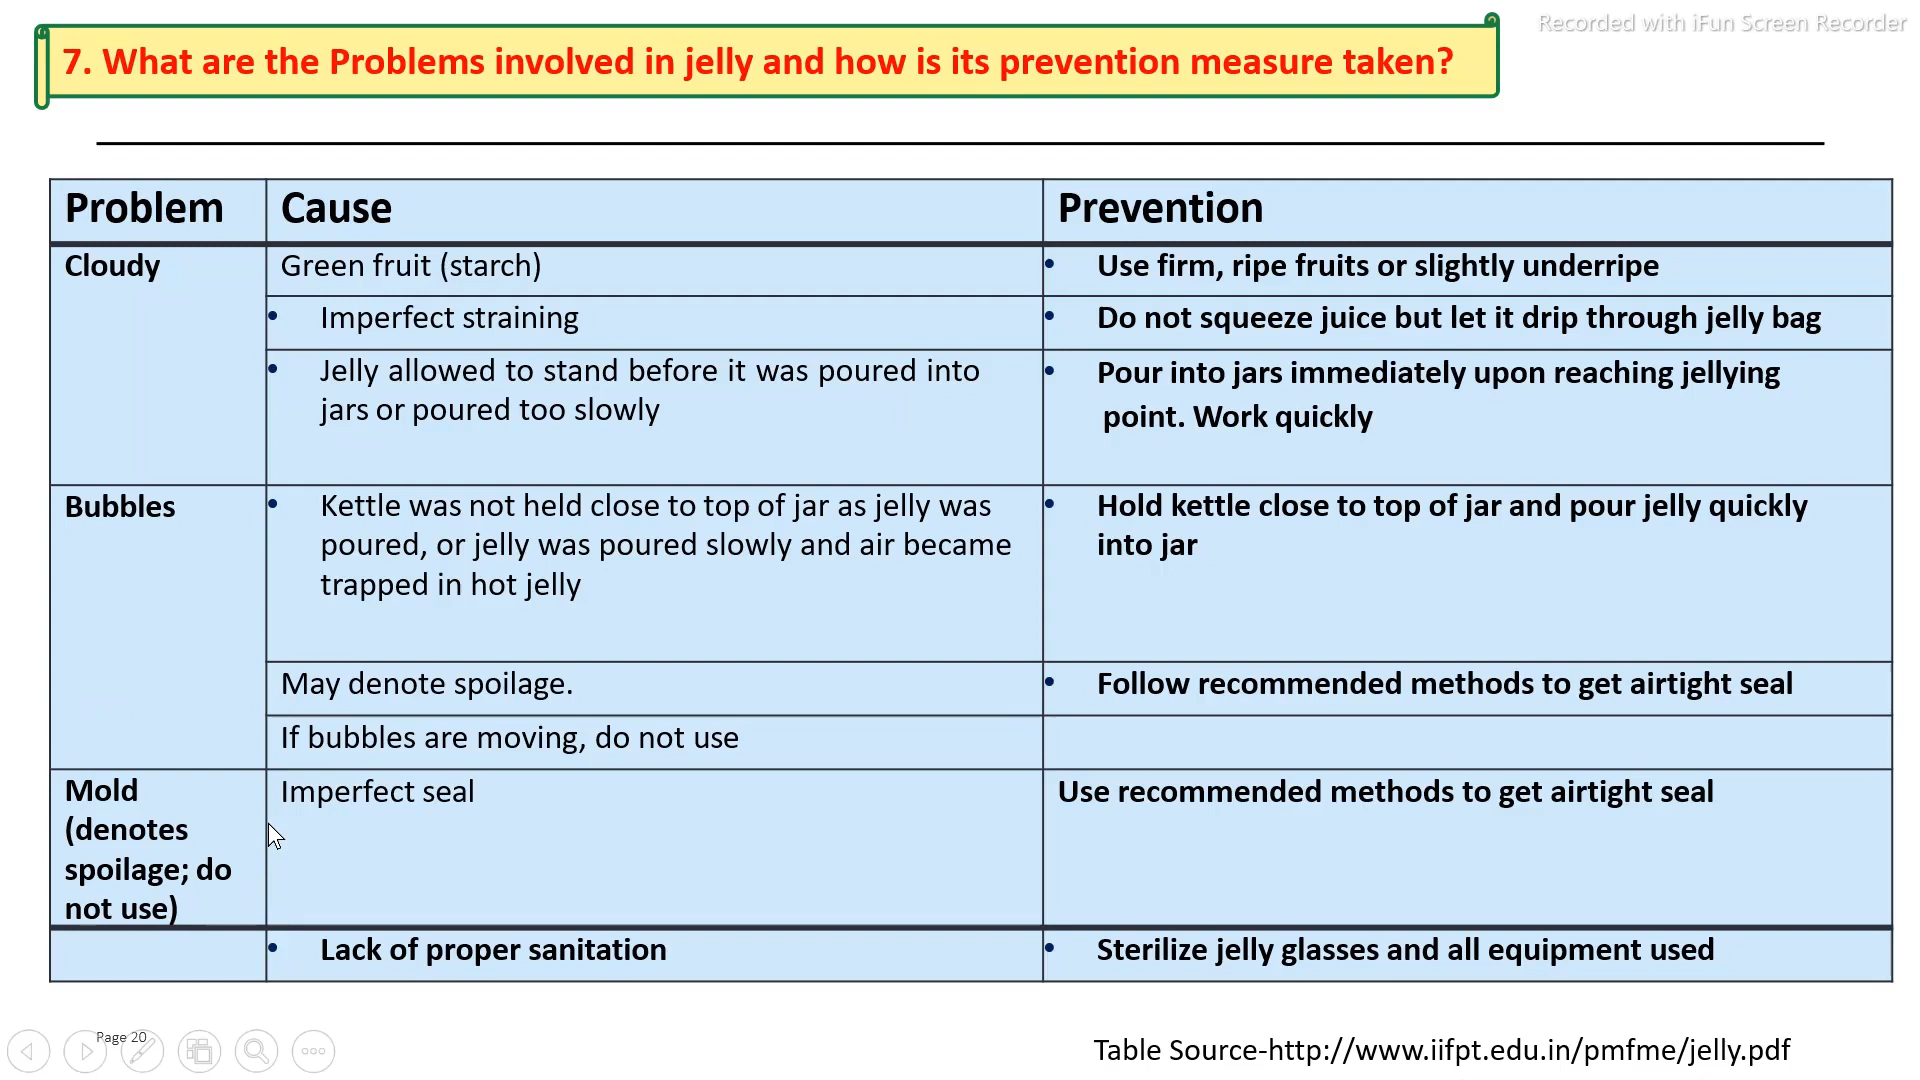 Recorded with iFun Screen Recorder
7. What are the Problems involved in jelly and how is its prevention measure taken?
Problem
Cause
Prevention
Cloudy
Green fruit (starch)
• Use firm, ripe fruits or slightly underripe
• Imperfect straining
• Do not squeeze juice but let it drip through jelly bag
• Jelly allowed to stand before it was poured into
jars or poured too slowly
• Pour into jars immediately upon reaching jellying
point. Work quickly
Bubbles
• Kettle was not held close to top of jar as jelly was
poured, or jelly was poured slowly and air became
trapped in hot jelly
• Hold kettle close to top of jar and pour jelly quickly
into jar
May denote spoilage.
• Follow recommended methods to get airtight seal
If bubbles are moving, do not use
Mold
(denotes
spoilage; do
not use)
Imperfect seal
Use recommended methods to get airtight seal
• Lack of proper sanitation
• Sterilize jelly glasses and all equipment used
Page 20
Table Source-http://www.iifpt.edu.in/pmfme/jelly.pdf